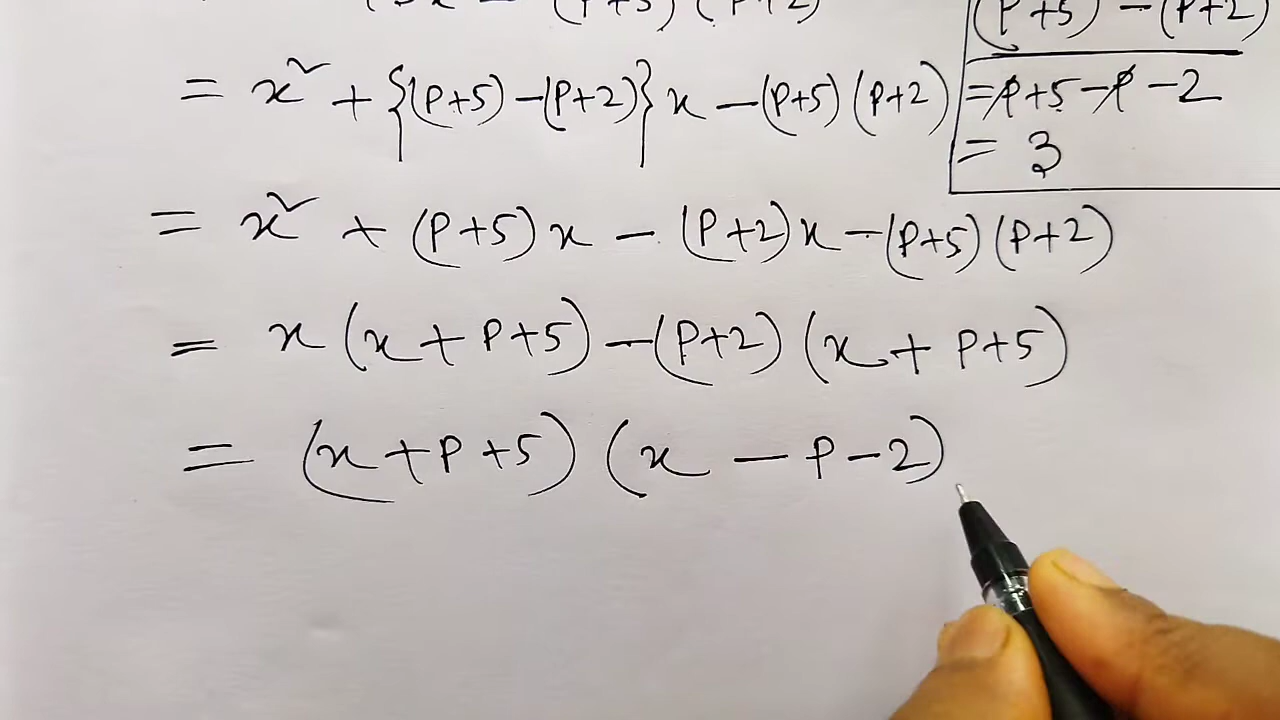 (P+5) - (P+2)
= x² + {(P+5) - (P+2)} x - (P+5) (P+2)
= P + 5 - P - 2
= 3
= x² + (P+5) x - (P+2) x - (P+5) (P+2)
= x (x + P + 5) - (P+2) (x + P+5)
= (x + P + 5) (x - P - 2)